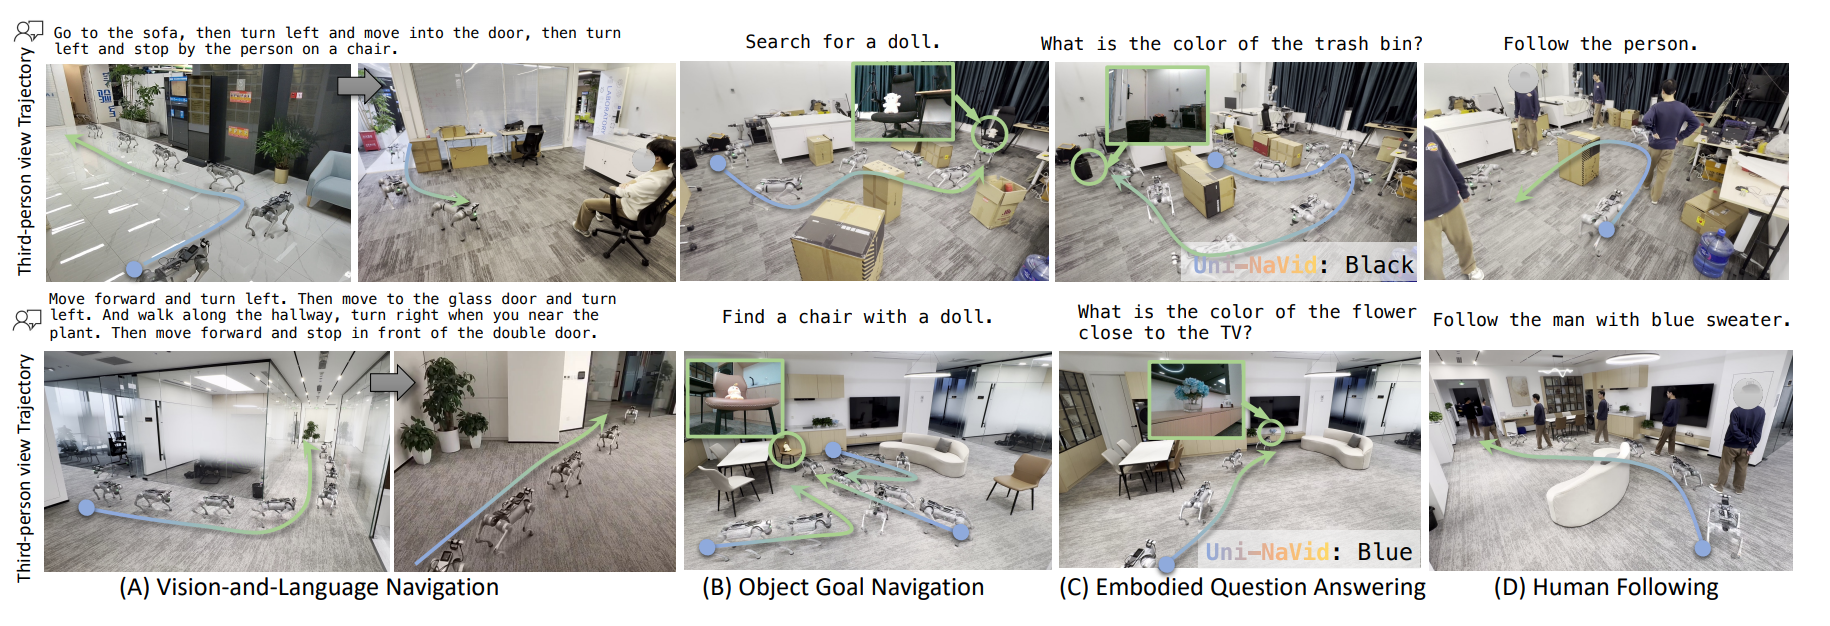 Third-person view Trajectory
Go to the sofa, then turn left and move into the door, then turn
left and stop by the person on a chair.
Search for a doll.
What is the color of the trash bin?
Follow the person.
LABORATORY
Uni-NaVid: Black
Third-person view Trajectory
Move forward and turn left. Then move to the glass door and turn
left. And walk along the hallway, turn right when you near the
plant. Then move forward and stop in front of the double door.
Find a chair with a doll.
What is the color of the flower
close to the TV?
Follow the man with blue sweater.
Uni-NaVid: Blue
(A) Vision-and-Language Navigation
(B) Object Goal Navigation
(C) Embodied Question Answering
(D) Human Following